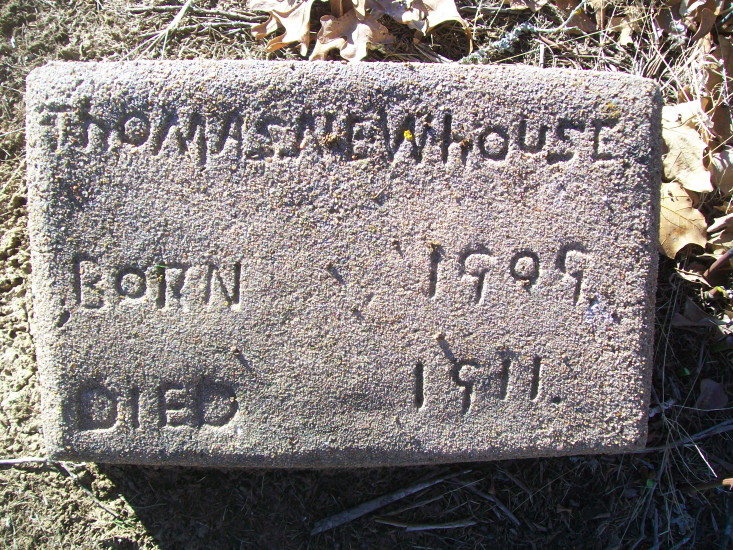 ThOMAS NEWhOUSE
BORN 1909
DIED 1911.